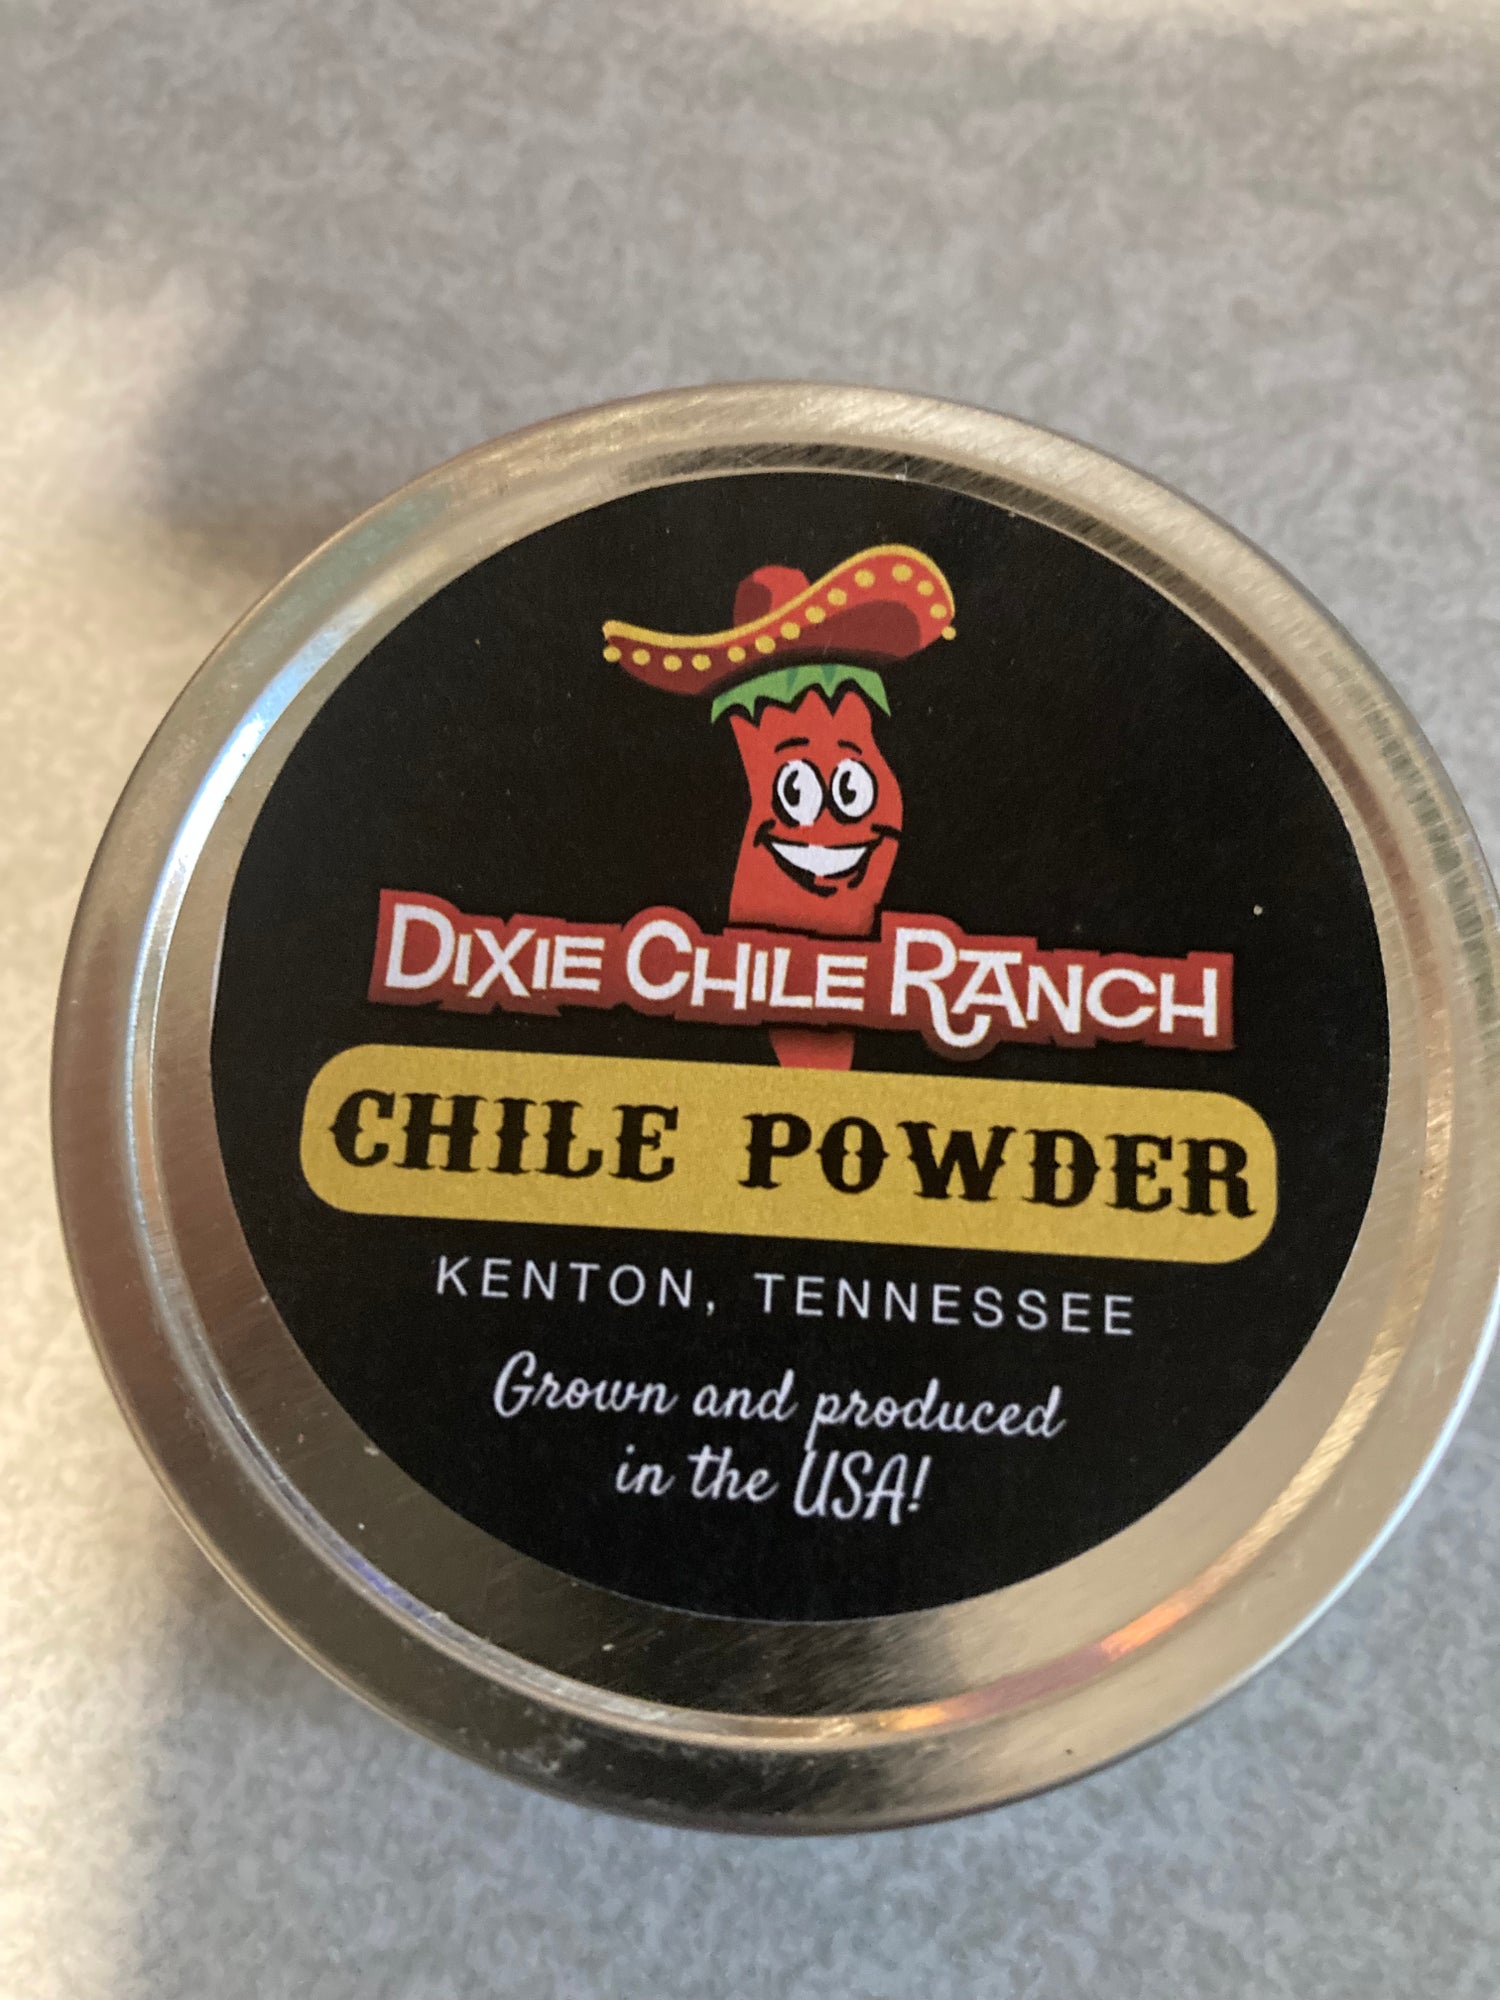 DIXIE CHILE RANCH
CHILE POWDER
KENTON, TENNESSEE
Grown and produced
in the USA!